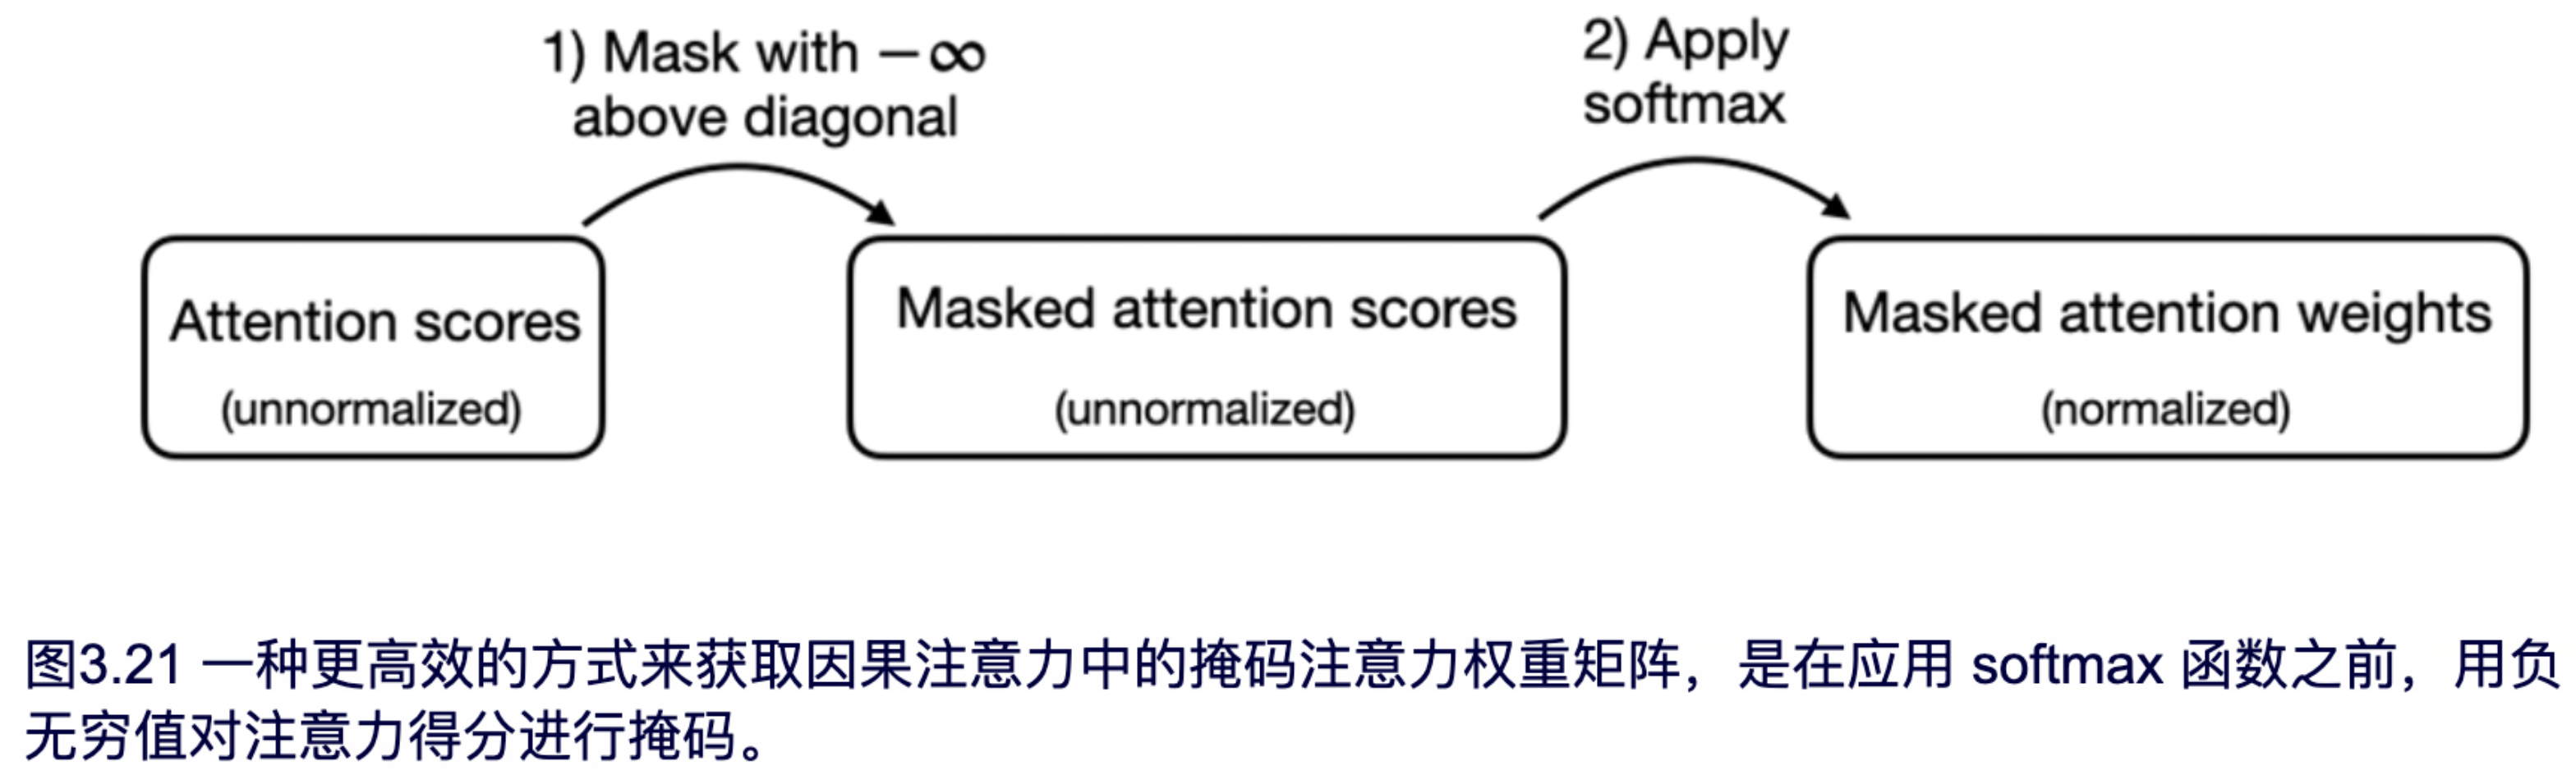 1) Mask with −∞
above diagonal
2) Apply
softmax
Attention scores
(unnormalized)
Masked attention scores
(unnormalized)
Masked attention weights
(normalized)
图3.21 一种更高效的方式来获取因果注意力中的掩码注意力权重矩阵，是在应用 softmax 函数之前，用负
无穷值对注意力得分进行掩码。